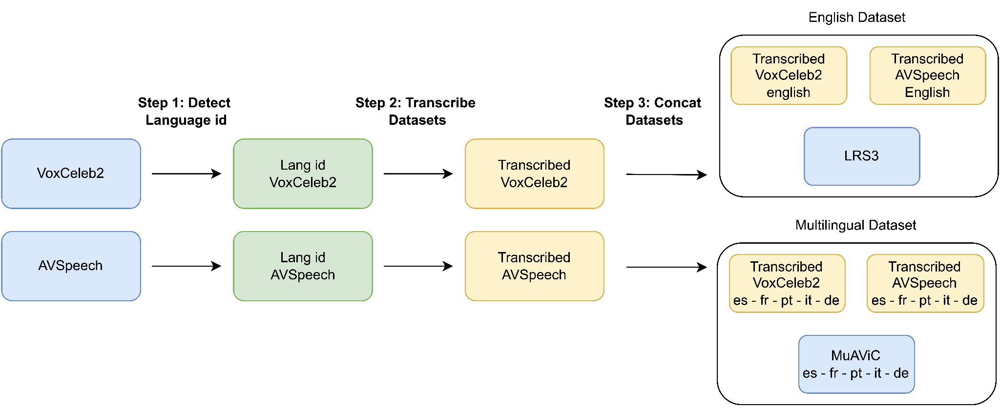 English Dataset
Transcribed
VoxCeleb2
english
Transcribed
AVSpeech
English
LRS3
Step 1: Detect
Language id
Step 2: Transcribe
Datasets
Step 3: Concat
Datasets
VoxCeleb2
Lang id
VoxCeleb2
Transcribed
VoxCeleb2
AVSpeech
Lang id
AVSpeech
Transcribed
AVSpeech
Multilingual Dataset
Transcribed
VoxCeleb2
es - fr - pt - it - de
Transcribed
AVSpeech
es - fr - pt - it - de
MuAViC
es - fr - pt - it - de